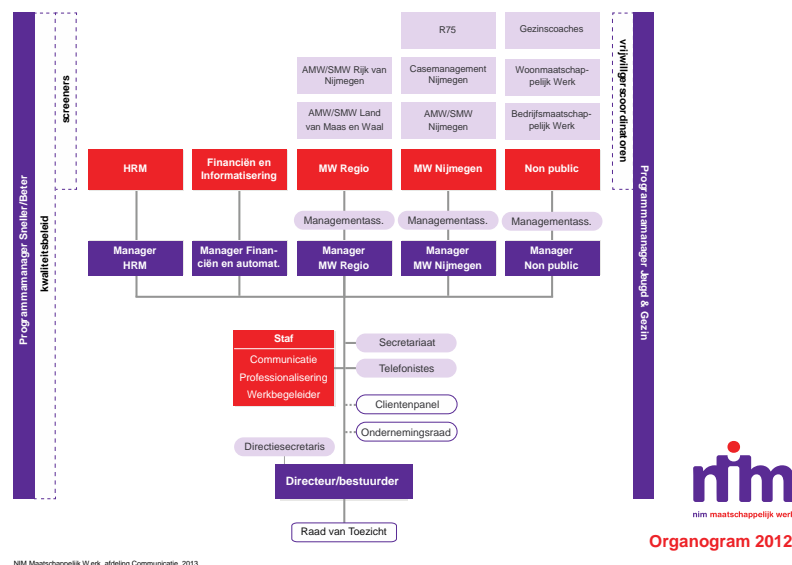 R75
Gezinscoaches
AMW/SMW Rijk van
Nijmegen
Casemanagement
Nijmegen
Woonmaatschap-
pelijk Werk
AMW/SMW Land
van Maas en Waal
AMW/SMW
Nijmegen
Bedrijfsmaatschap-
pelijk Werk
screeners
vrijwilligerscoordinatoren
HRM
Financiën en
Informatisering
MW Regio
MW Nijmegen
Non public
Programmamanager Sneller/Beter
kwaliteitsbeleid
Programmamanager Jeugd & Gezin
Managementass.
Managementass.
Managementass.
Manager
HRM
Manager Finan-
ciën en automat.
Manager
MW Regio
Manager
MW Nijmegen
Manager
Non public
Staf
Communicatie
Professionalisering
Werkbegeleider
Secretariaat
Telefonistes
Clientenpanel
Ondernemingsraad
Directiesecretaris
Directeur/bestuurder
Raad van Toezicht
nim
nim maatschappelijk werk
Organogram 2012
NIM Maatschappelijk Werk, afdeling Communicatie, 2013